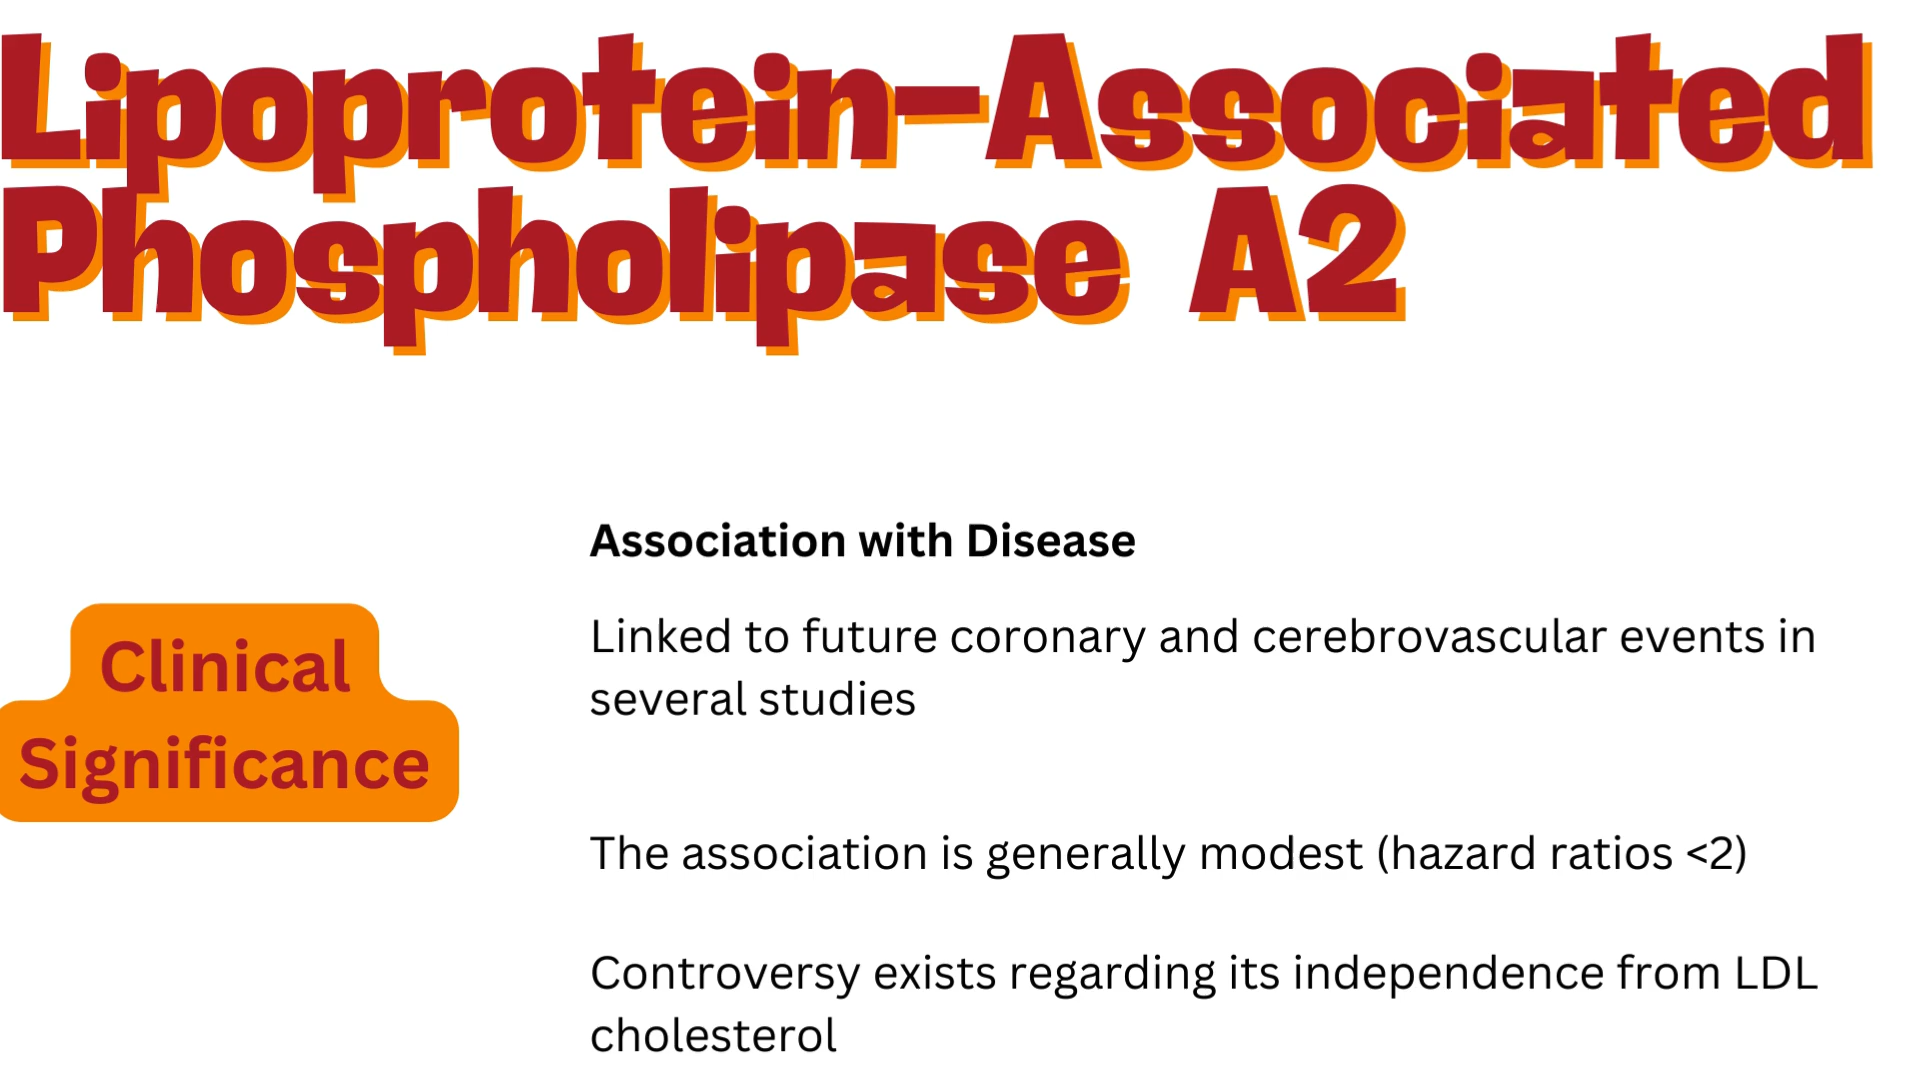 Lipoprotein-Associated
Phospholipase A2
Association with Disease
Linked to future coronary and cerebrovascular events in
several studies
Clinical
Significance
The association is generally modest (hazard ratios <2)
Controversy exists regarding its independence from LDL
cholesterol